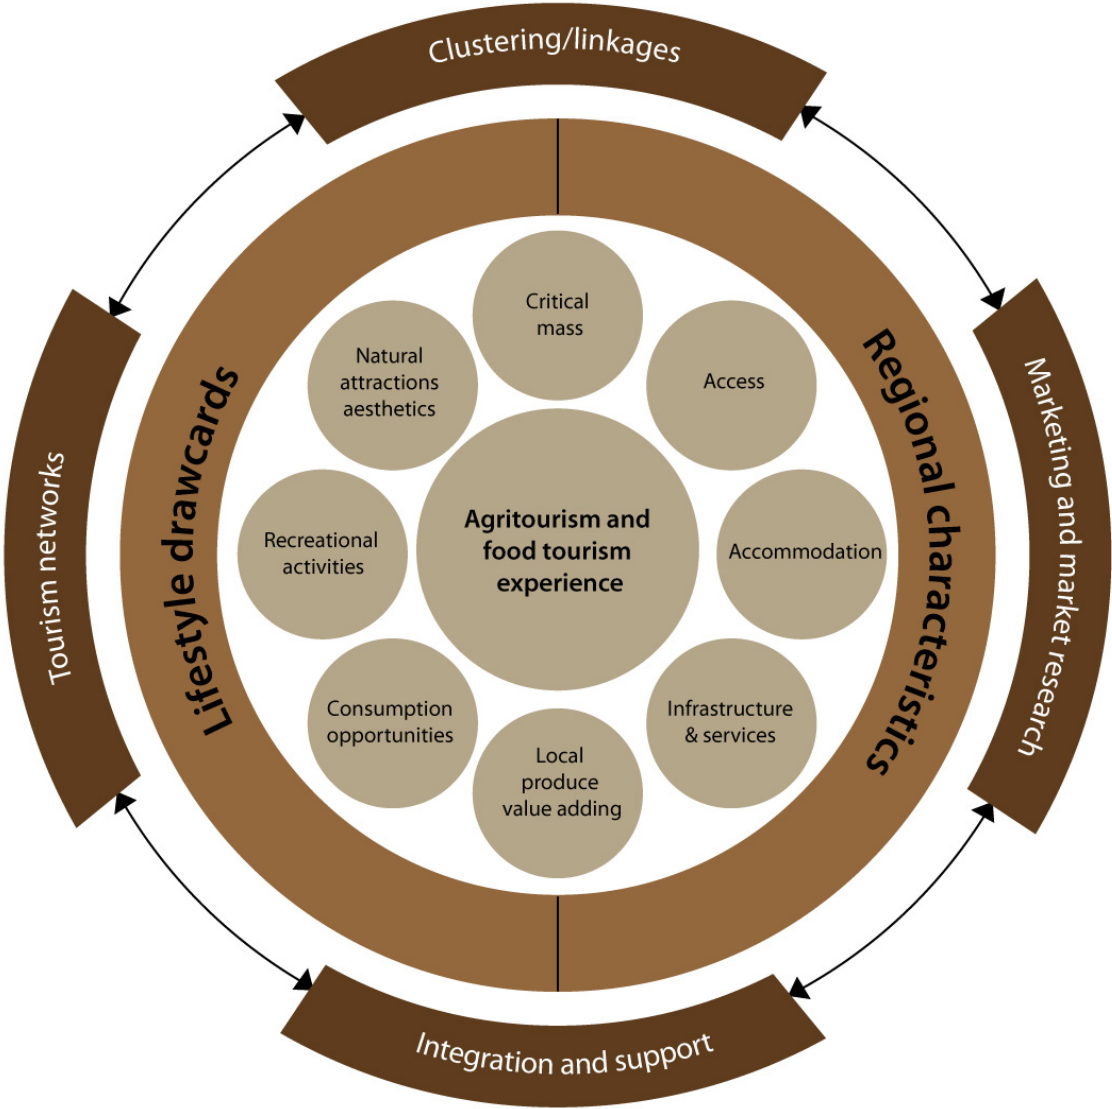 Clustering/linkages
Critical
mass
Natural
attractions
aesthetics
Access
Regional characteristics
Lifestyle drawcards
Marketing and market research
Tourism networks
Recreational
activities
Agritourism and
food tourism
experience
Accommodation
Consumption
opportunities
Infrastructure
& services
Local
produce
value adding
Integration and support